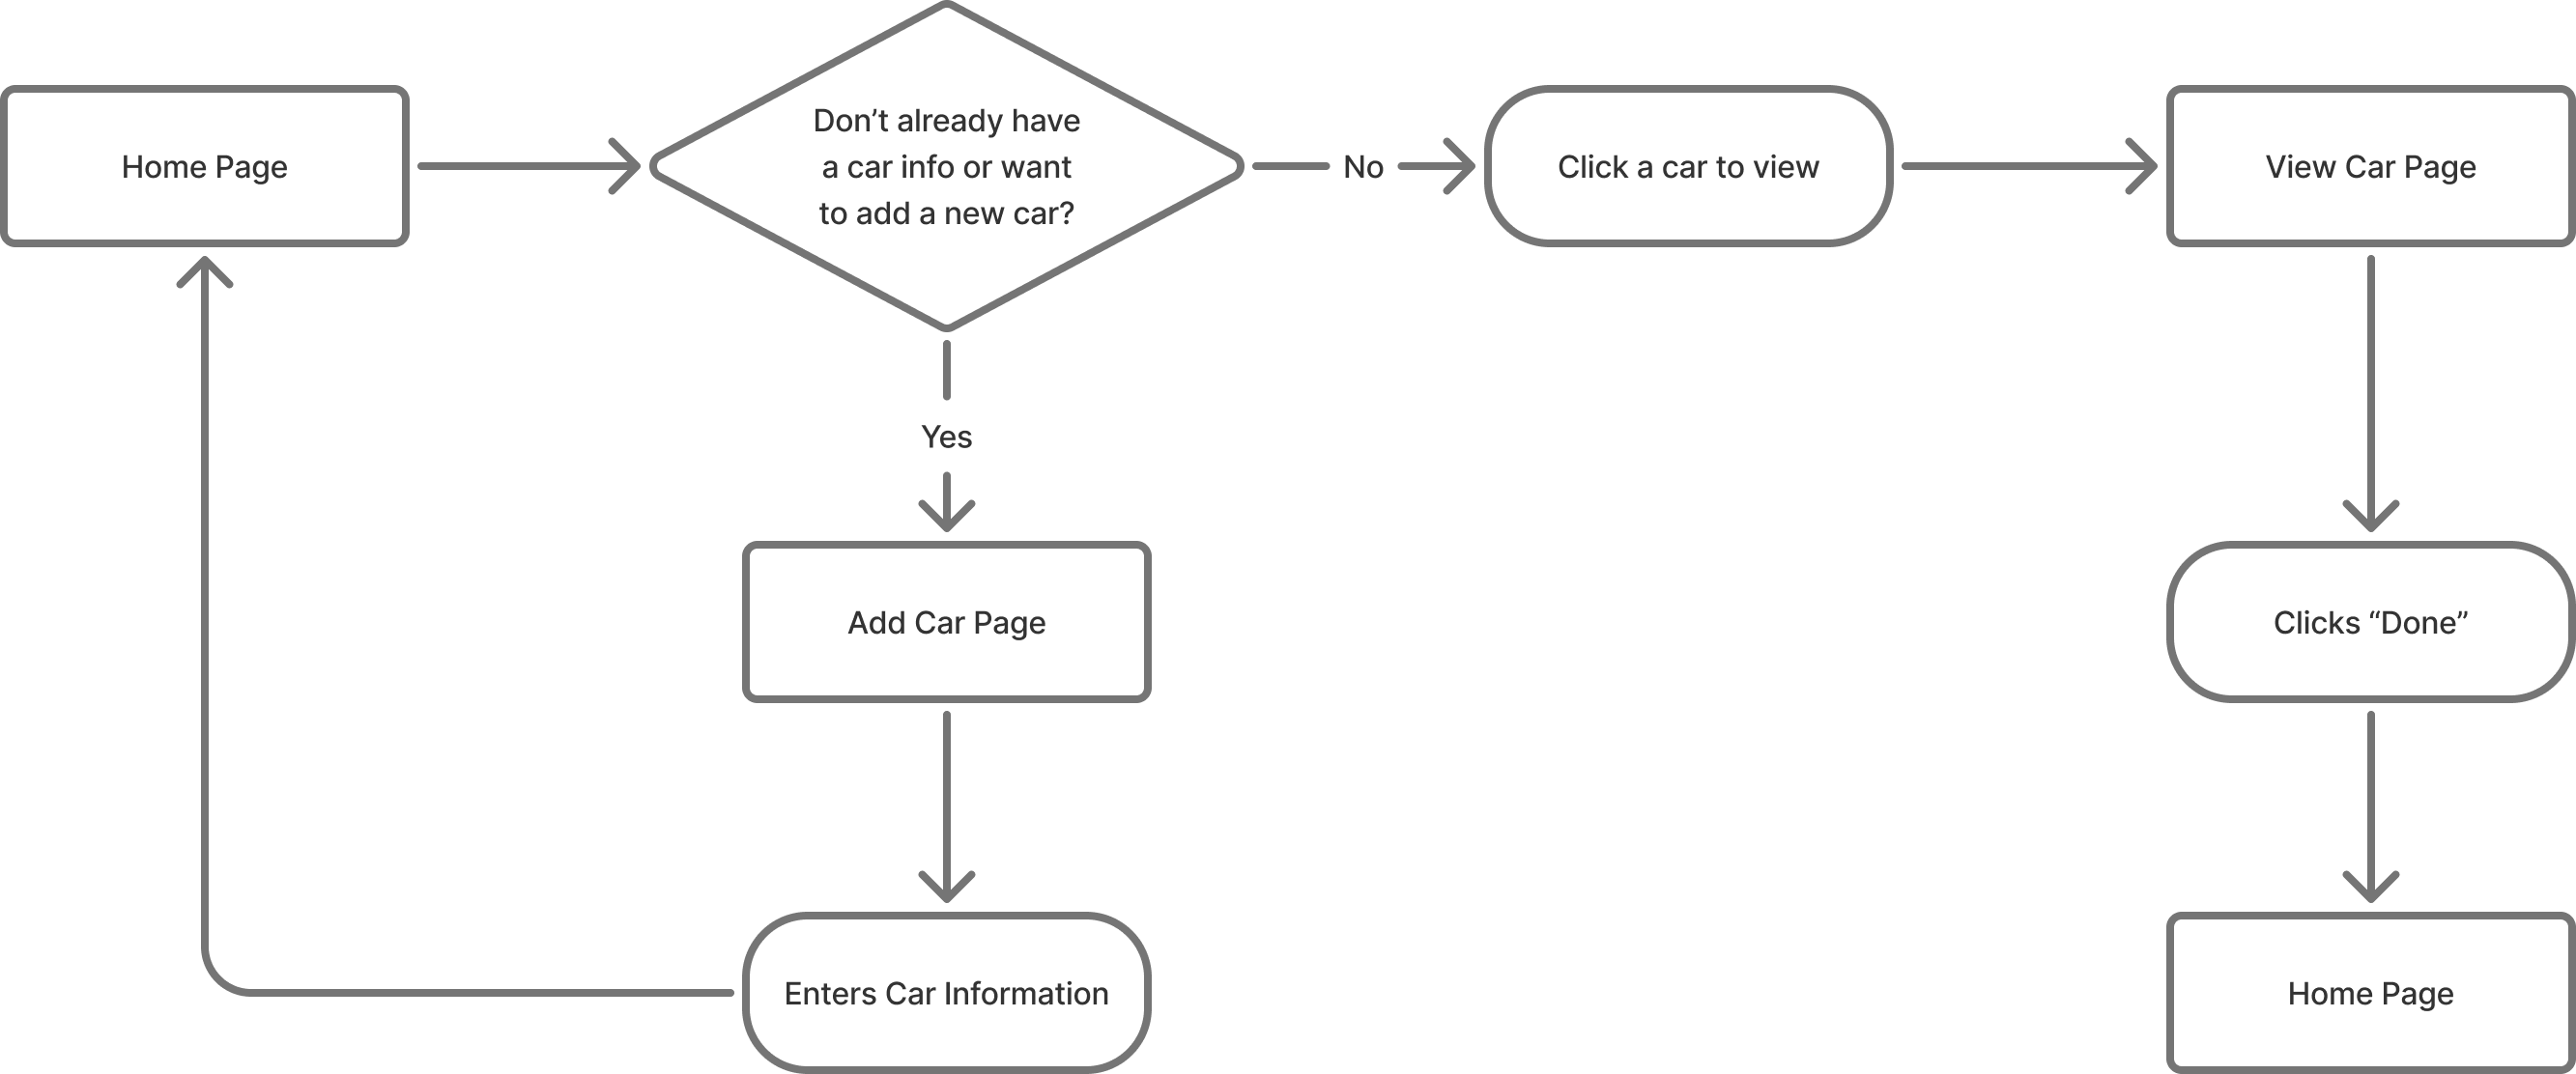 Home Page
Don’t already have
a car info or want
to add a new car?
No
Click a car to view
View Car Page
Yes
Add Car Page
Clicks “Done”
Enters Car Information
Home Page